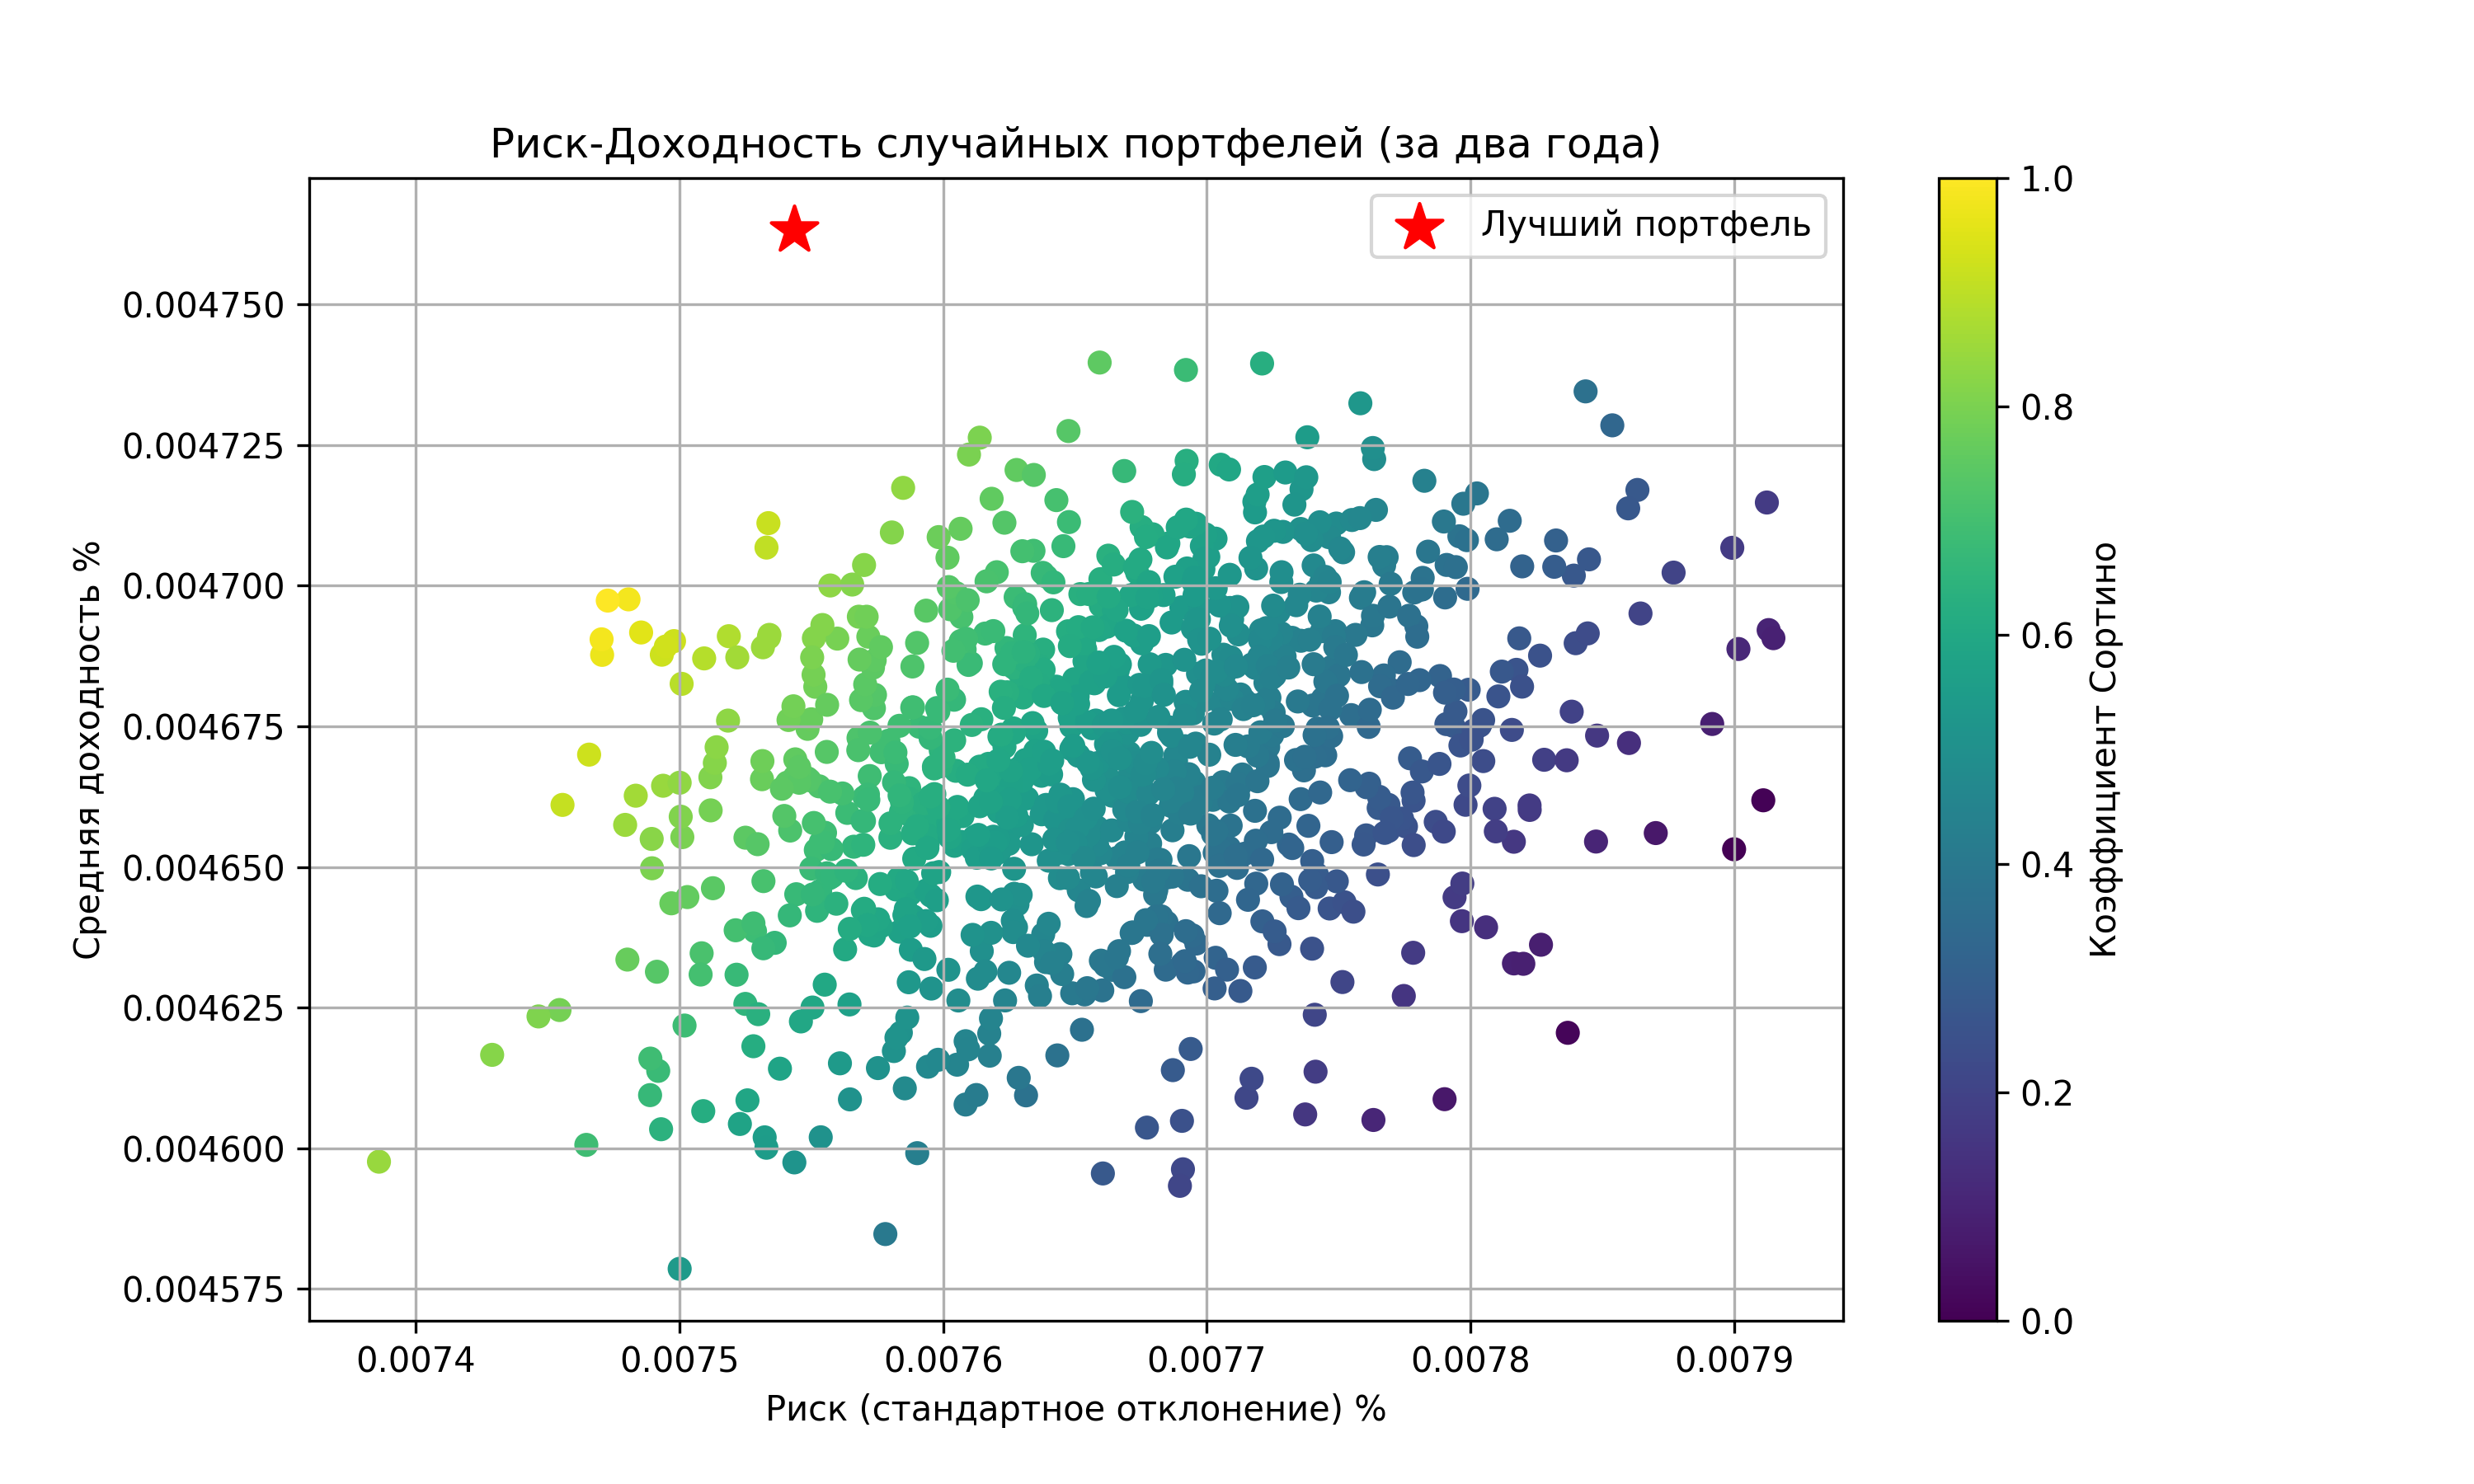 Риск-Доходность случайных портфелей (за два года)
Лучший портфель
Средняя доходность %
0.004750
0.004725
0.004700
0.004675
0.004650
0.004625
0.004600
0.004575
0.0074 0.0075 0.0076 0.0077 0.0078 0.0079
Риск (стандартное отклонение) %
1.0
0.8
0.6
0.4
0.2
0.0
Коэффициент Сортино